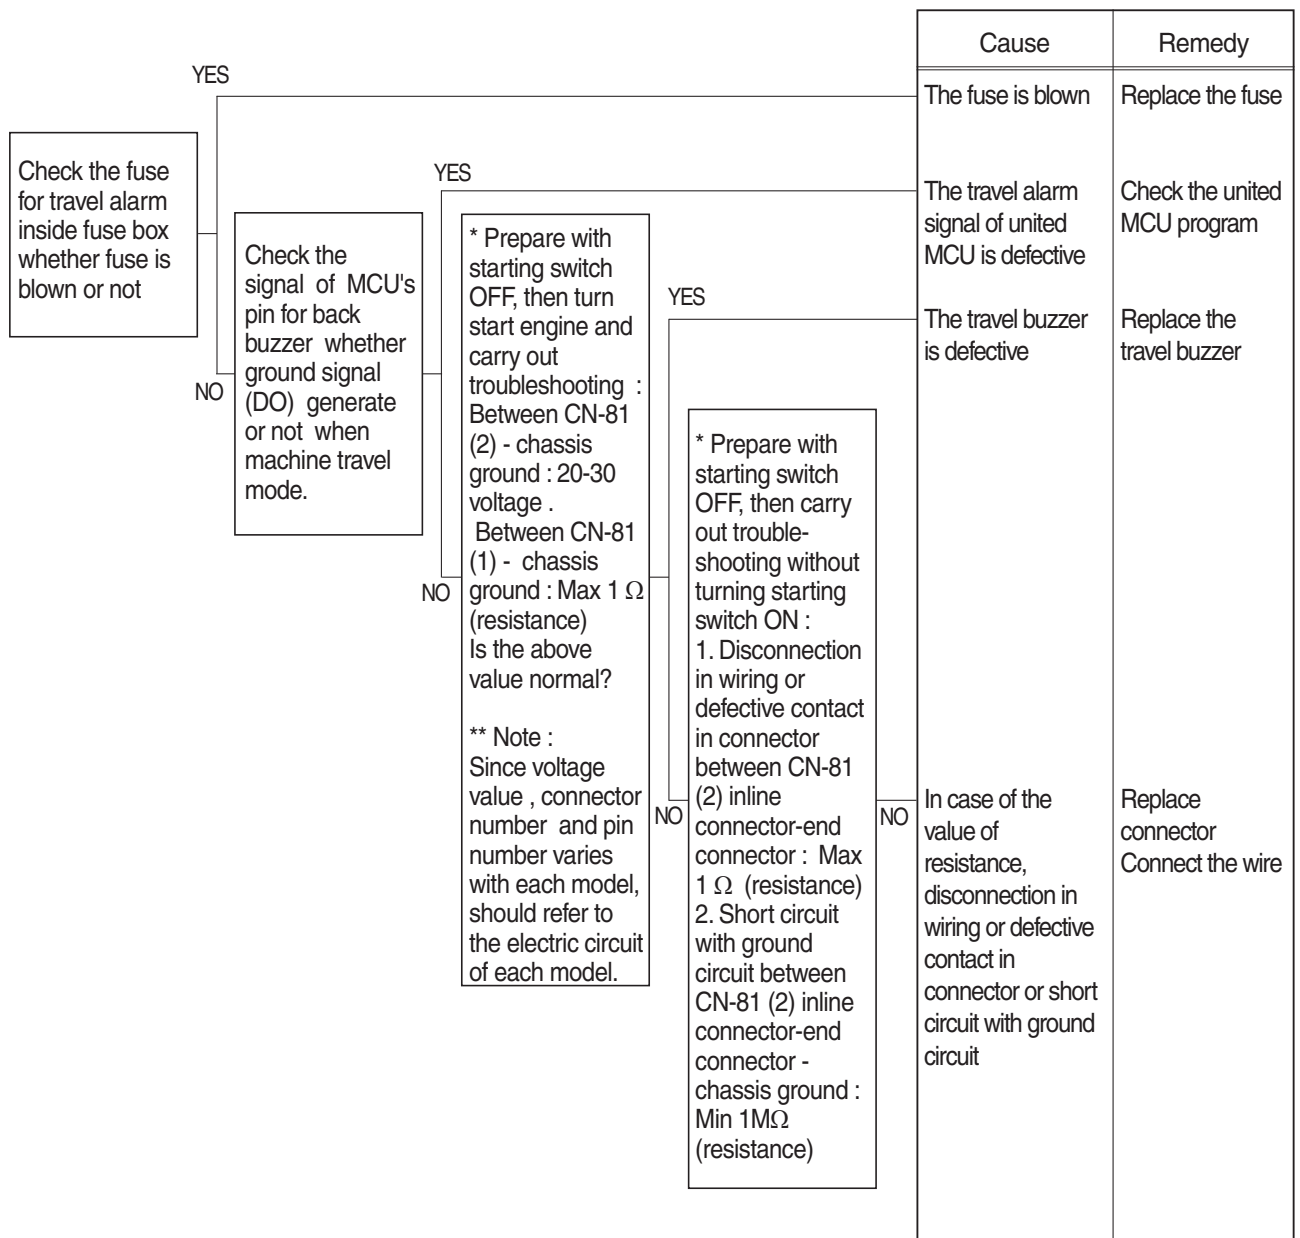 Cause
Remedy
YES
The fuse is blown
Replace the fuse
Check the fuse
for travel alarm
inside fuse box
whether fuse is
blown or not
YES
The travel alarm
signal of united
MCU is defective
Check the united
MCU program
NO
Check the
signal of MCU's
pin for back
buzzer whether
ground signal
(DO) generate
or not when
machine travel
mode.
YES
The travel buzzer
is defective
Replace the
travel buzzer
NO
* Prepare with
starting switch
OFF, then turn
start engine and
carry out
troubleshooting :
Between CN-81
(2) - chassis
ground : 20-30
voltage .
Between CN-81
(1) - chassis
ground : Max 1 Ω
(resistance)
Is the above
value normal?
** Note :
Since voltage
value , connector
number and pin
number varies
with each model,
should refer to
the electric circuit
of each model.
NO
* Prepare with
starting switch
OFF, then carry
out trouble-
shooting without
turning starting
switch ON :
1. Disconnection
in wiring or
defective contact
in connector
between CN-81
(2) inline
connector-end
connector : Max
1 Ω (resistance)
2. Short circuit
with ground
circuit between
CN-81 (2) inline
connector-end
connector -
chassis ground :
Min 1MΩ
(resistance)
NO
In case of the
value of
resistance,
disconnection in
wiring or defective
contact in
connector or short
circuit with ground
circuit
Replace
connector
Connect the wire